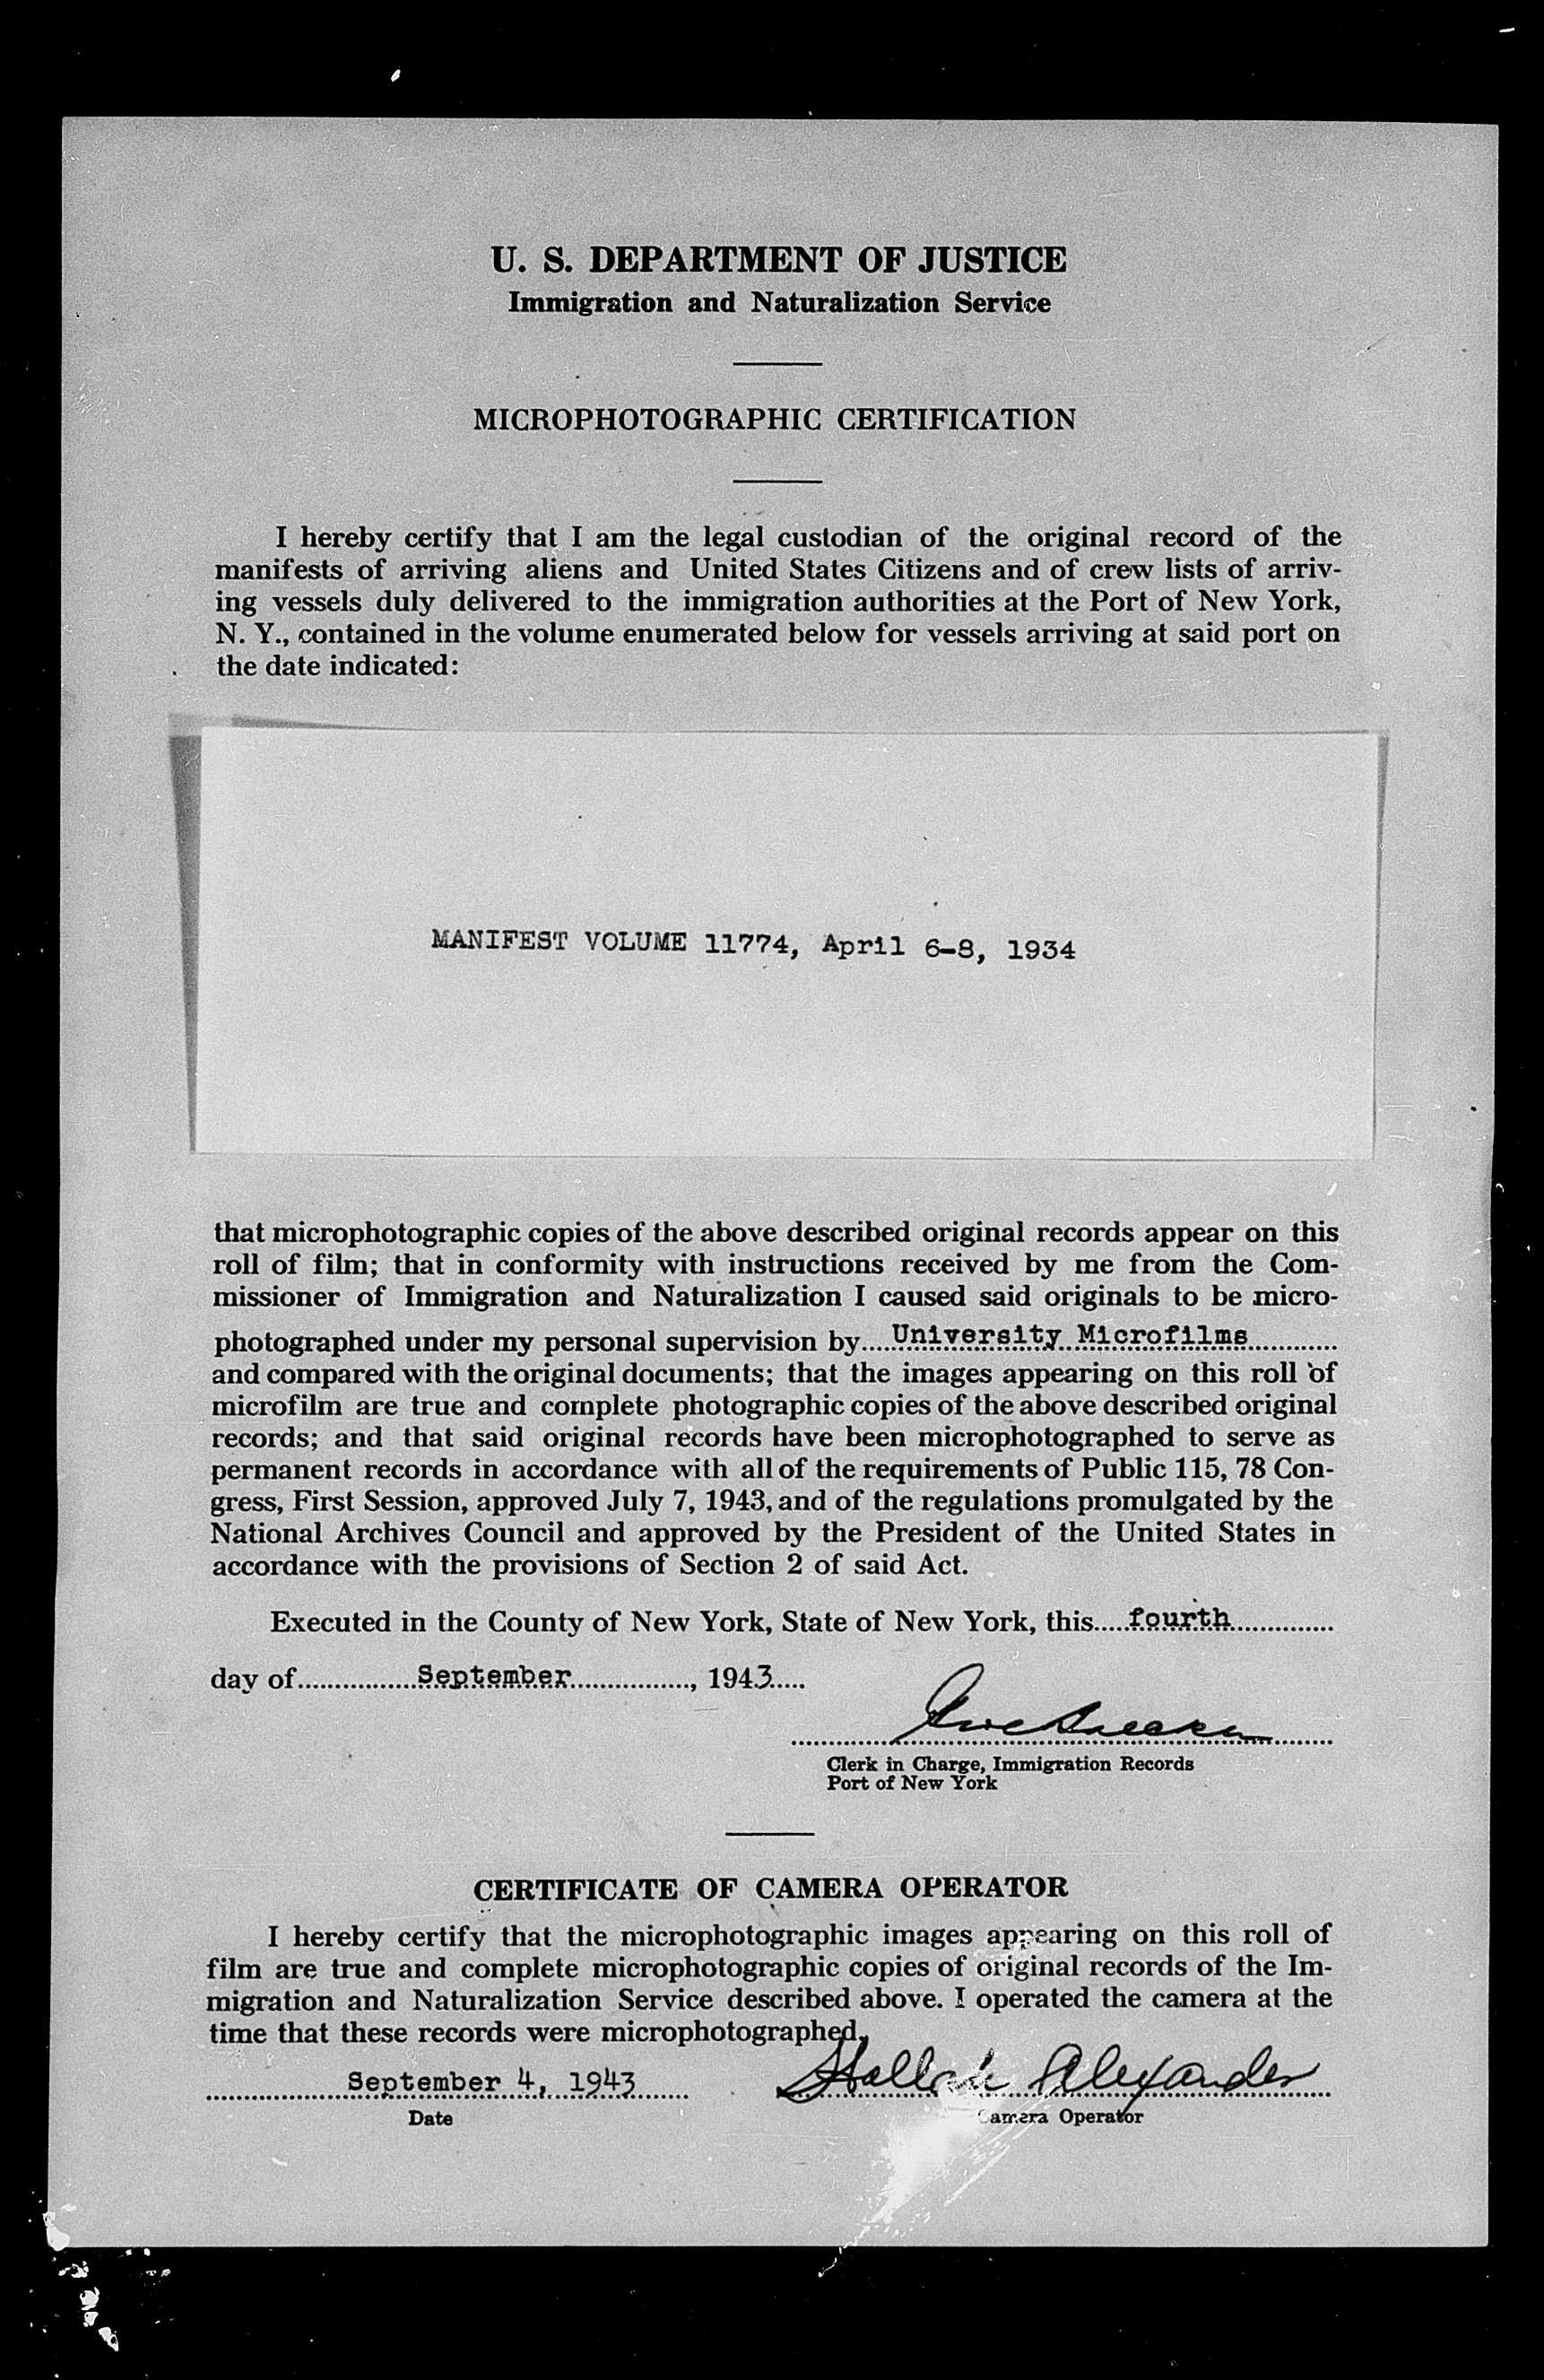 U. S. DEPARTMENT OF JUSTICE
Immigration and Naturalization Service
MICROPHOTOGRAPHIC CERTIFICATION
I hereby certify that I am the legal custodian of the original record of the
manifests of arriving aliens and United States Citizens and of crew lists of arriv-
ing vessels duly delivered to the immigration authorities at the Port of New York,
N. Y., contained in the volume enumerated below for vessels arriving at said port on
the date indicated:
MANIFEST VOLUME 11774, April 6-8, 1934
that microphotographic copies of the above described original records appear on this
roll of film; that in conformity with instructions received by me from the Com-
missioner of Immigration and Naturalization I caused said originals to be micro-
photographed under my personal supervision by.....University Microfilms............
and compared with the original documents; that the images appearing on this roll of
microfilm are true and complete photographic copies of the above described original
records; and that said original records have been microphotographed to serve as
permanent records in accordance with all of the requirements of Public 115, 78 Con-
gress, First Session, approved July 7, 1943, and of the regulations promulgated by the
National Archives Council and approved by the President of the United States in
accordance with the provisions of Section 2 of said Act.
Executed in the County of New York, State of New York, this.....fourth..............
day of................September................, 1943.....
Clerk in Charge, Immigration Records
Port of New York
CERTIFICATE OF CAMERA OPERATOR
I hereby certify that the microphotographic images appearing on this roll of
film are true and complete microphotographic copies of original records of the Im-
migration and Naturalization Service described above. I operated the camera at the
time that these records were microphotographed.
September 4, 1943 Alexander
Date Camera Operator